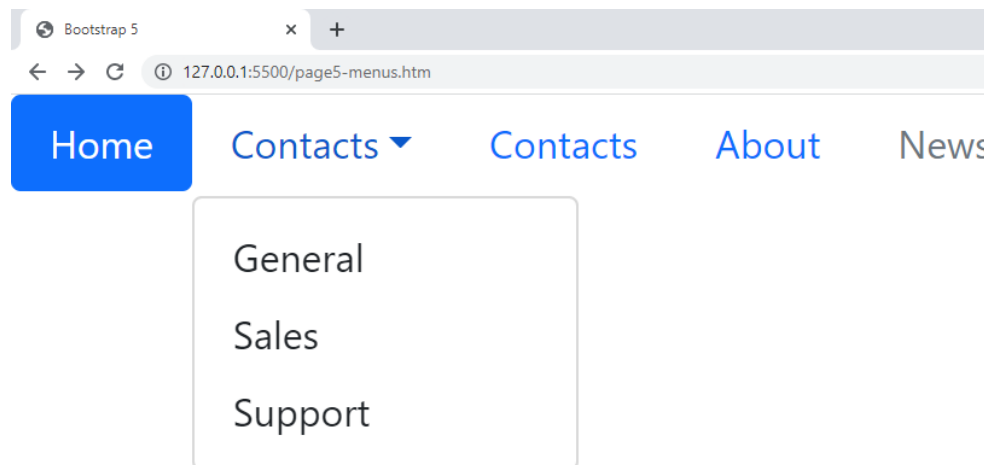 Bootstrap 5
127.0.0.1:5500/page5-menus.htm
Home Contacts Contacts About News
General
Sales
Support